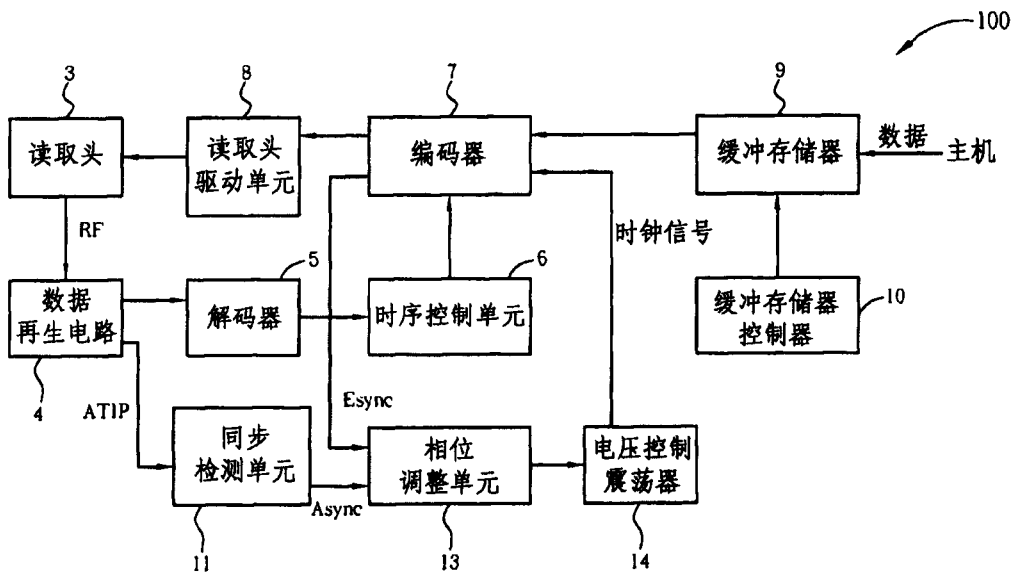 100
3
8
7
9
读取头
读取头
驱动单元
编码器
缓冲存储器
数据
主机
RF
时钟信号
5
6
数据
再生电路
解码器
时序控制单元
缓冲存储器
控制器
10
4
ATIP
Esync
同步
检测单元
相位
调整单元
电压控制
震荡器
Async
11
13
14